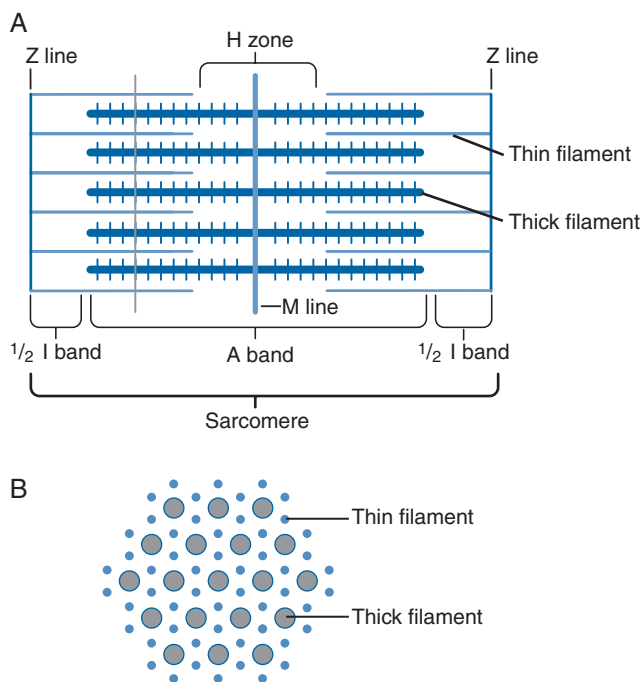 A
H zone
Z line
Z line
Thin filament
Thick filament
M line
1/2 I band
A band
1/2 I band
Sarcomere
B
Thin filament
Thick filament